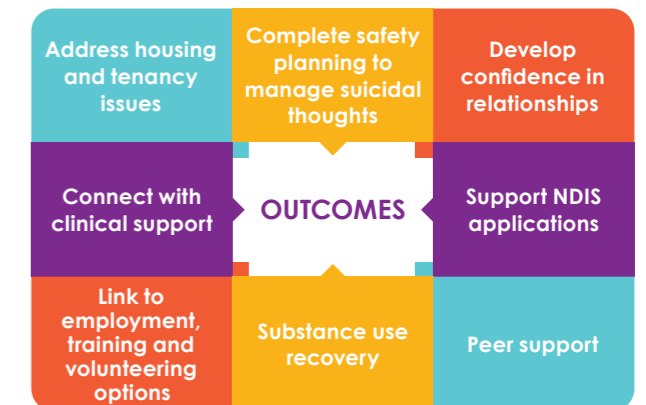 Address housing
and tenancy
issues
Complete safety
planning to
manage suicidal
thoughts
Develop
confidence in
relationships
Connect with
clinical support
OUTCOMES
Support NDIS
applications
Link to
employment,
training and
volunteering
options
Substance use
recovery
Peer support